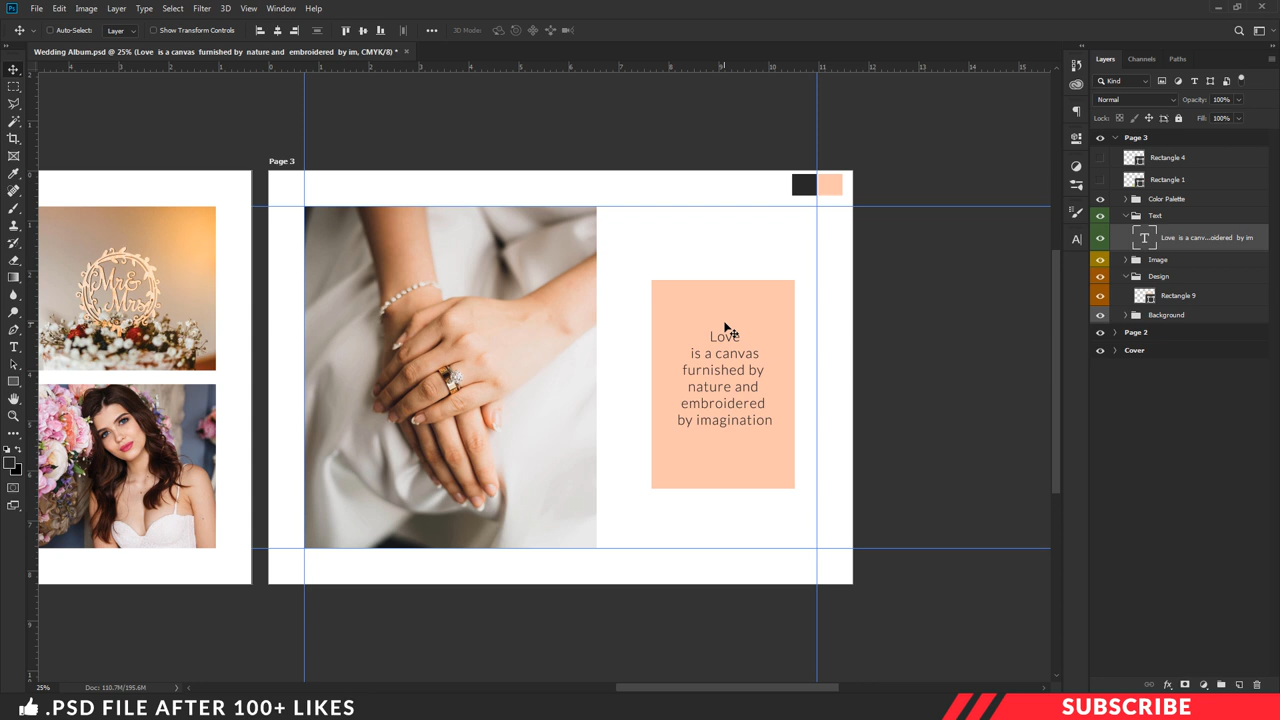 File Edit Image Layer Type Select Filter 3D View Window Help
Auto-Select: Layer Show Transform Controls 3D Mode:
Wedding Album.psd @ 25% (Love is a canvas furnished by nature and embroidered by im, CMYK/8) *
Page 3
Mr&
Mrs
Love
is a canvas
furnished by
nature and
embroidered
by imagination
Layers Channels Paths
Kind
Normal Opacity: 100%
Lock: Fill: 100%
Page 3
Rectangle 4
Rectangle 1
Color Palette
Text
Love is a canv...oidered by im
Image
Design
Rectangle 9
Background
Page 2
Cover
25% Doc: 110.7M/195.6M
.PSD FILE AFTER 100+ LIKES
SUBSCRIBE